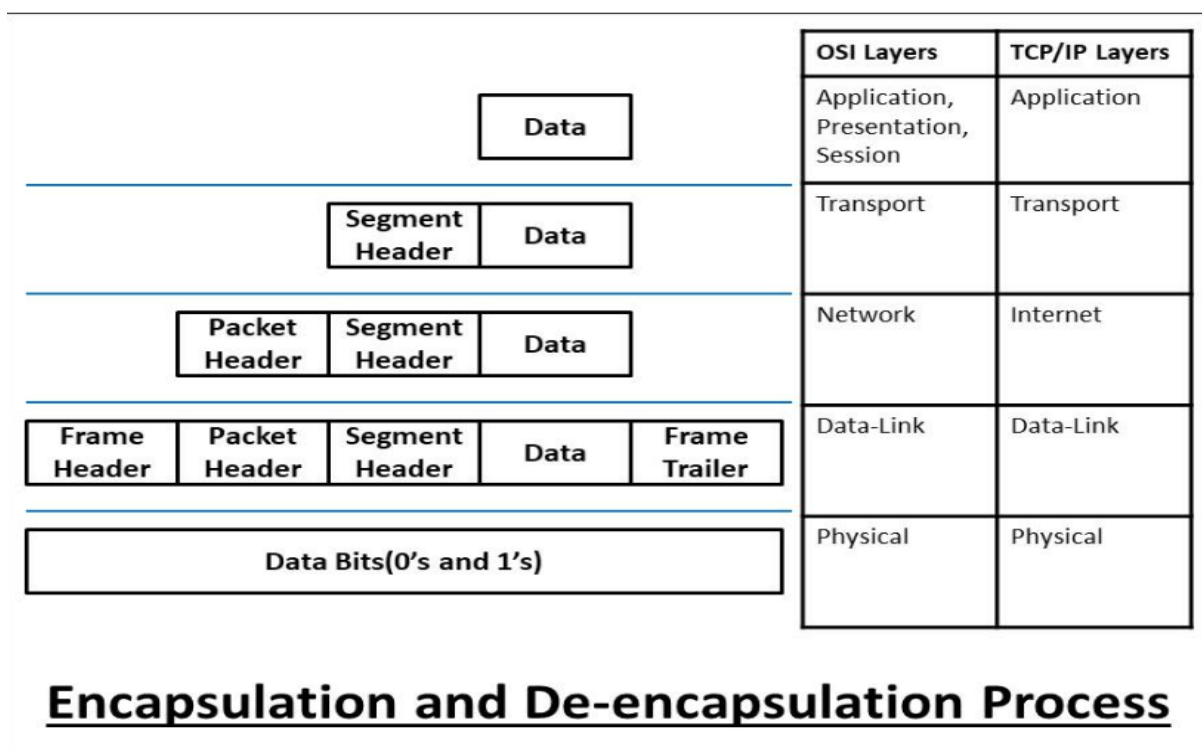 OSI Layers TCP/IP Layers
Data
Application, Application
Presentation,
Session
Segment
Header
Data
Transport Transport
Packet
Header
Segment
Header
Data
Network Internet
Frame
Header
Packet
Header
Segment
Header
Data
Frame
Trailer
Data-Link Data-Link
Data Bits(0’s and 1’s)
Physical Physical
Encapsulation and De-encapsulation Process